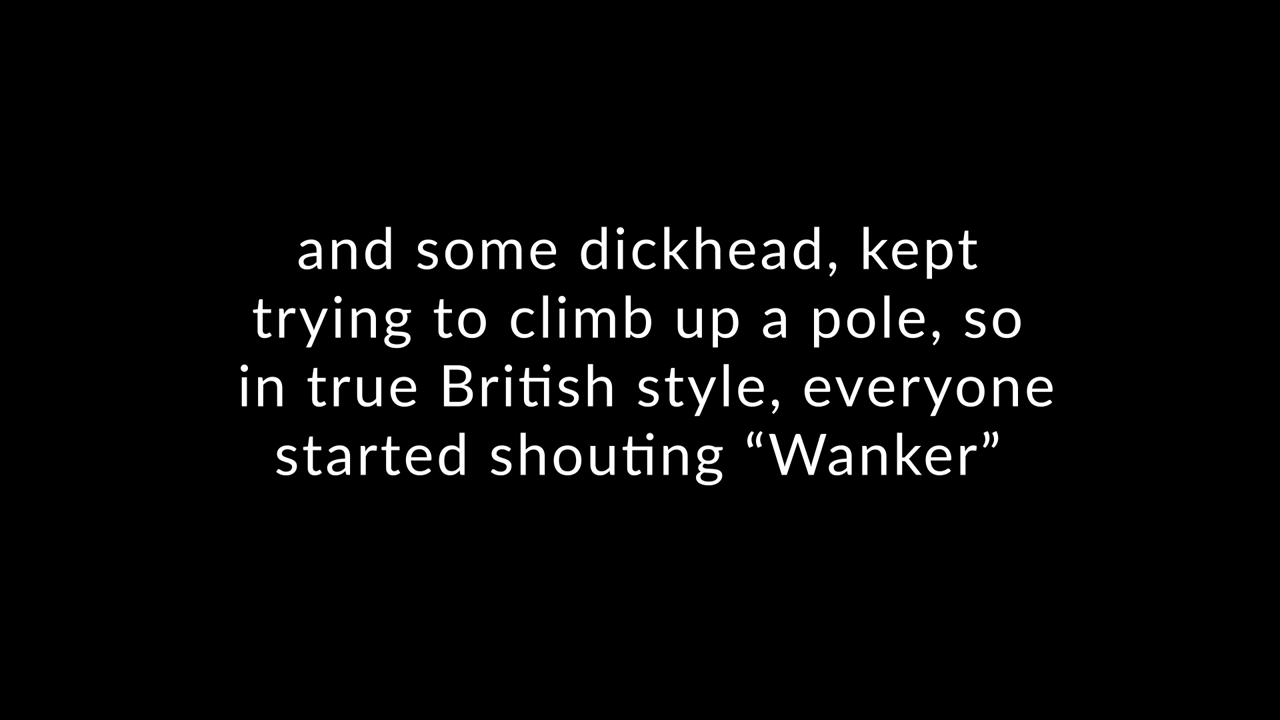 and some dickhead, kept
trying to climb up a pole, so
in true British style, everyone
started shouting “Wanker”